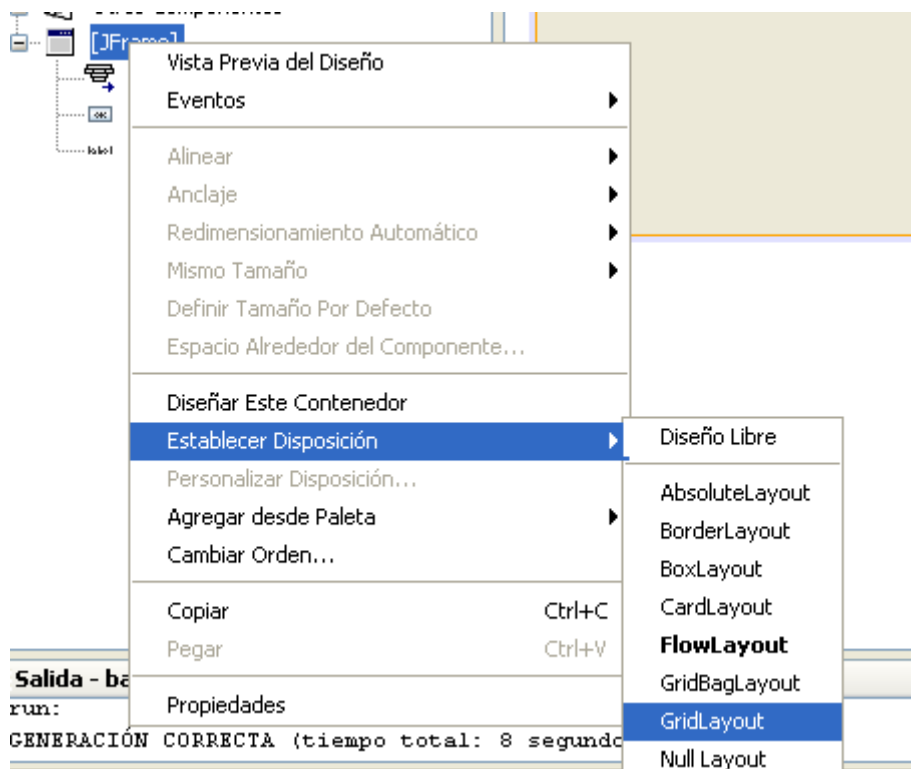 [JFrame]
Vista Previa del Diseño
Eventos
OK
label
Alinear
Anclaje
Redimensionamiento Automático
Mismo Tamaño
Definir Tamaño Por Defecto
Espacio Alrededor del Componente...
Diseñar Este Contenedor
Establecer Disposición
Personalizar Disposición...
Agregar desde Paleta
Cambiar Orden...
Copiar Ctrl+C
Pegar Ctrl+V
Propiedades
Diseño Libre
AbsoluteLayout
BorderLayout
BoxLayout
CardLayout
FlowLayout
GridBagLayout
GridLayout
Null Layout
Salida - ba
run:
GENERACIÓN CORRECTA (tiempo total: 8 segundo